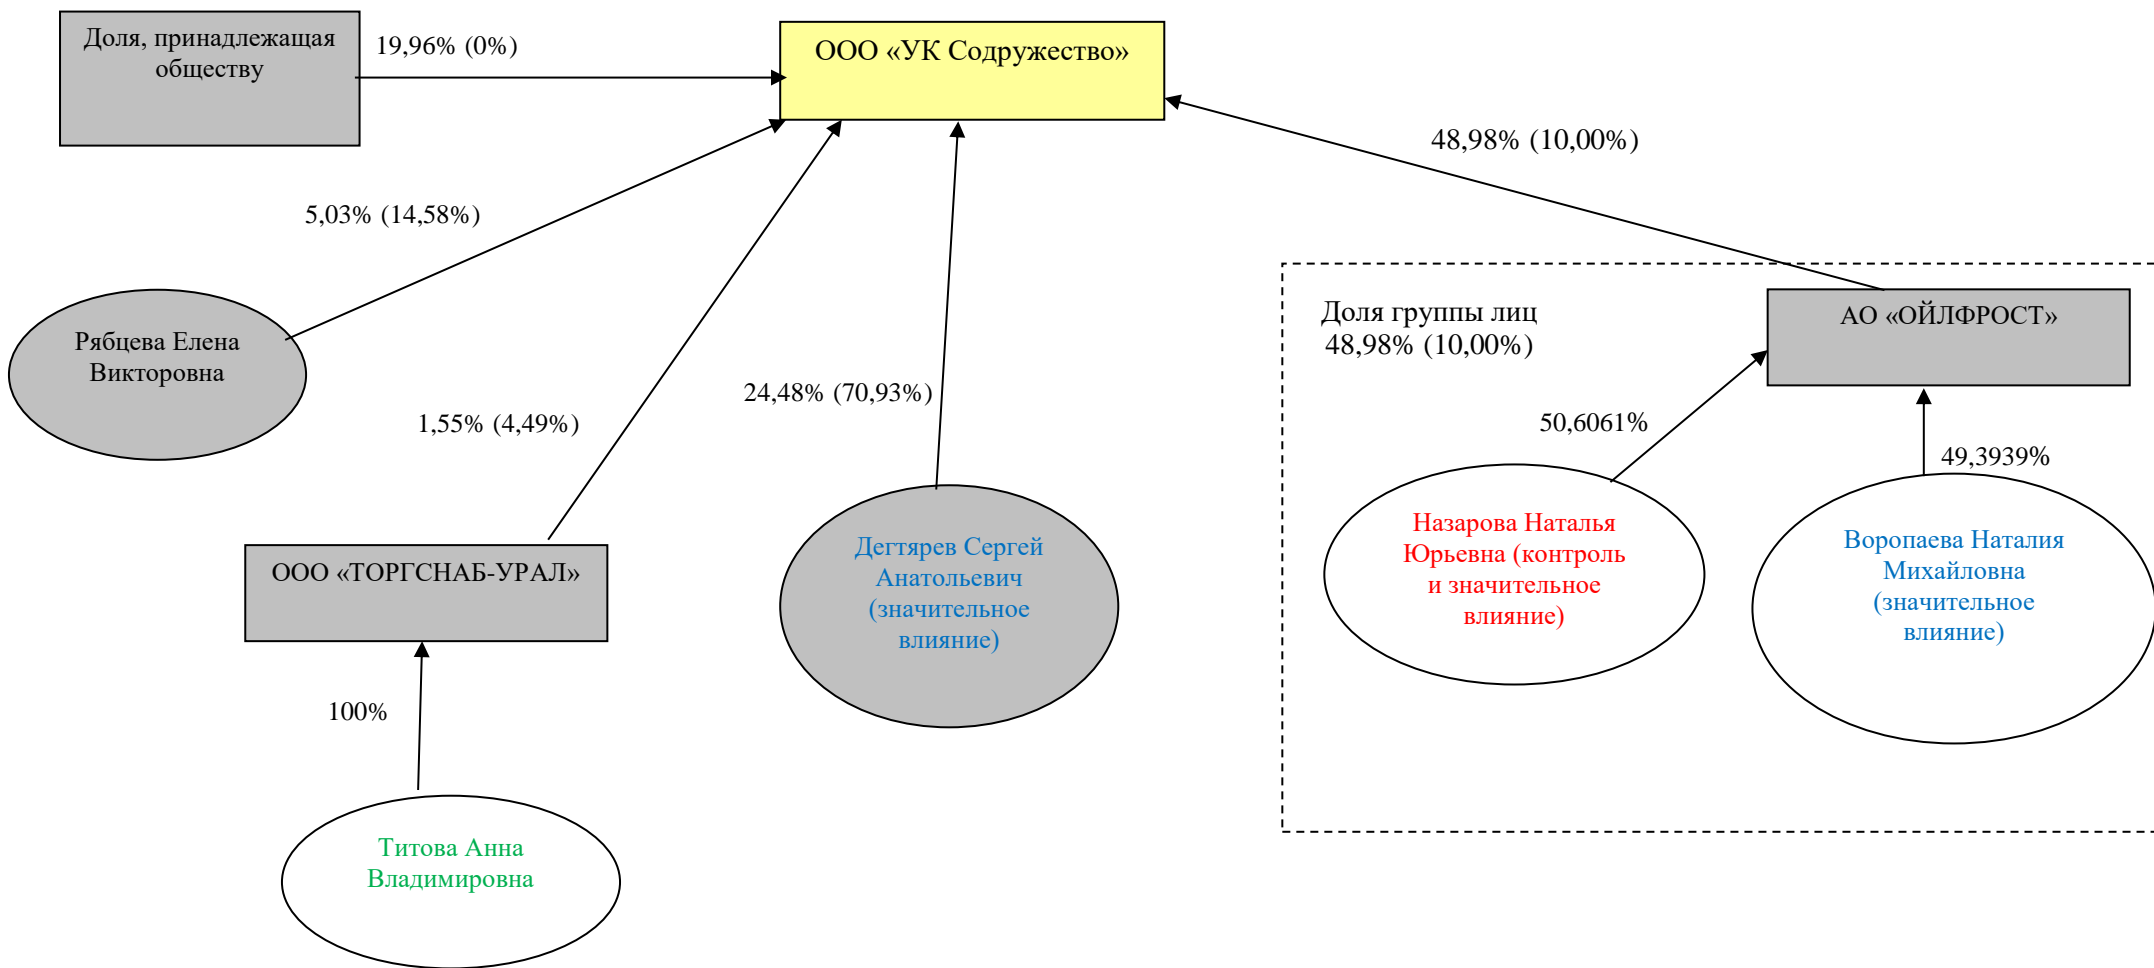 Доля, принадлежащая
обществу
19,96% (0%)
ООО «УК Содружество»
48,98% (10,00%)
5,03% (14,58%)
Рябцева Елена
Викторовна
1,55% (4,49%)
24,48% (70,93%)
Доля группы лиц
48,98% (10,00%)
АО «ОЙЛФРОСТ»
50,6061%
49,3939%
ООО «ТОРГСНАБ-УРАЛ»
Дегтярев Сергей
Анатольевич
(значительное
влияние)
Назарова Наталья
Юрьевна (контроль
и значительное
влияние)
Воропаева Наталия
Михайловна
(значительное
влияние)
100%
Титова Анна
Владимировна